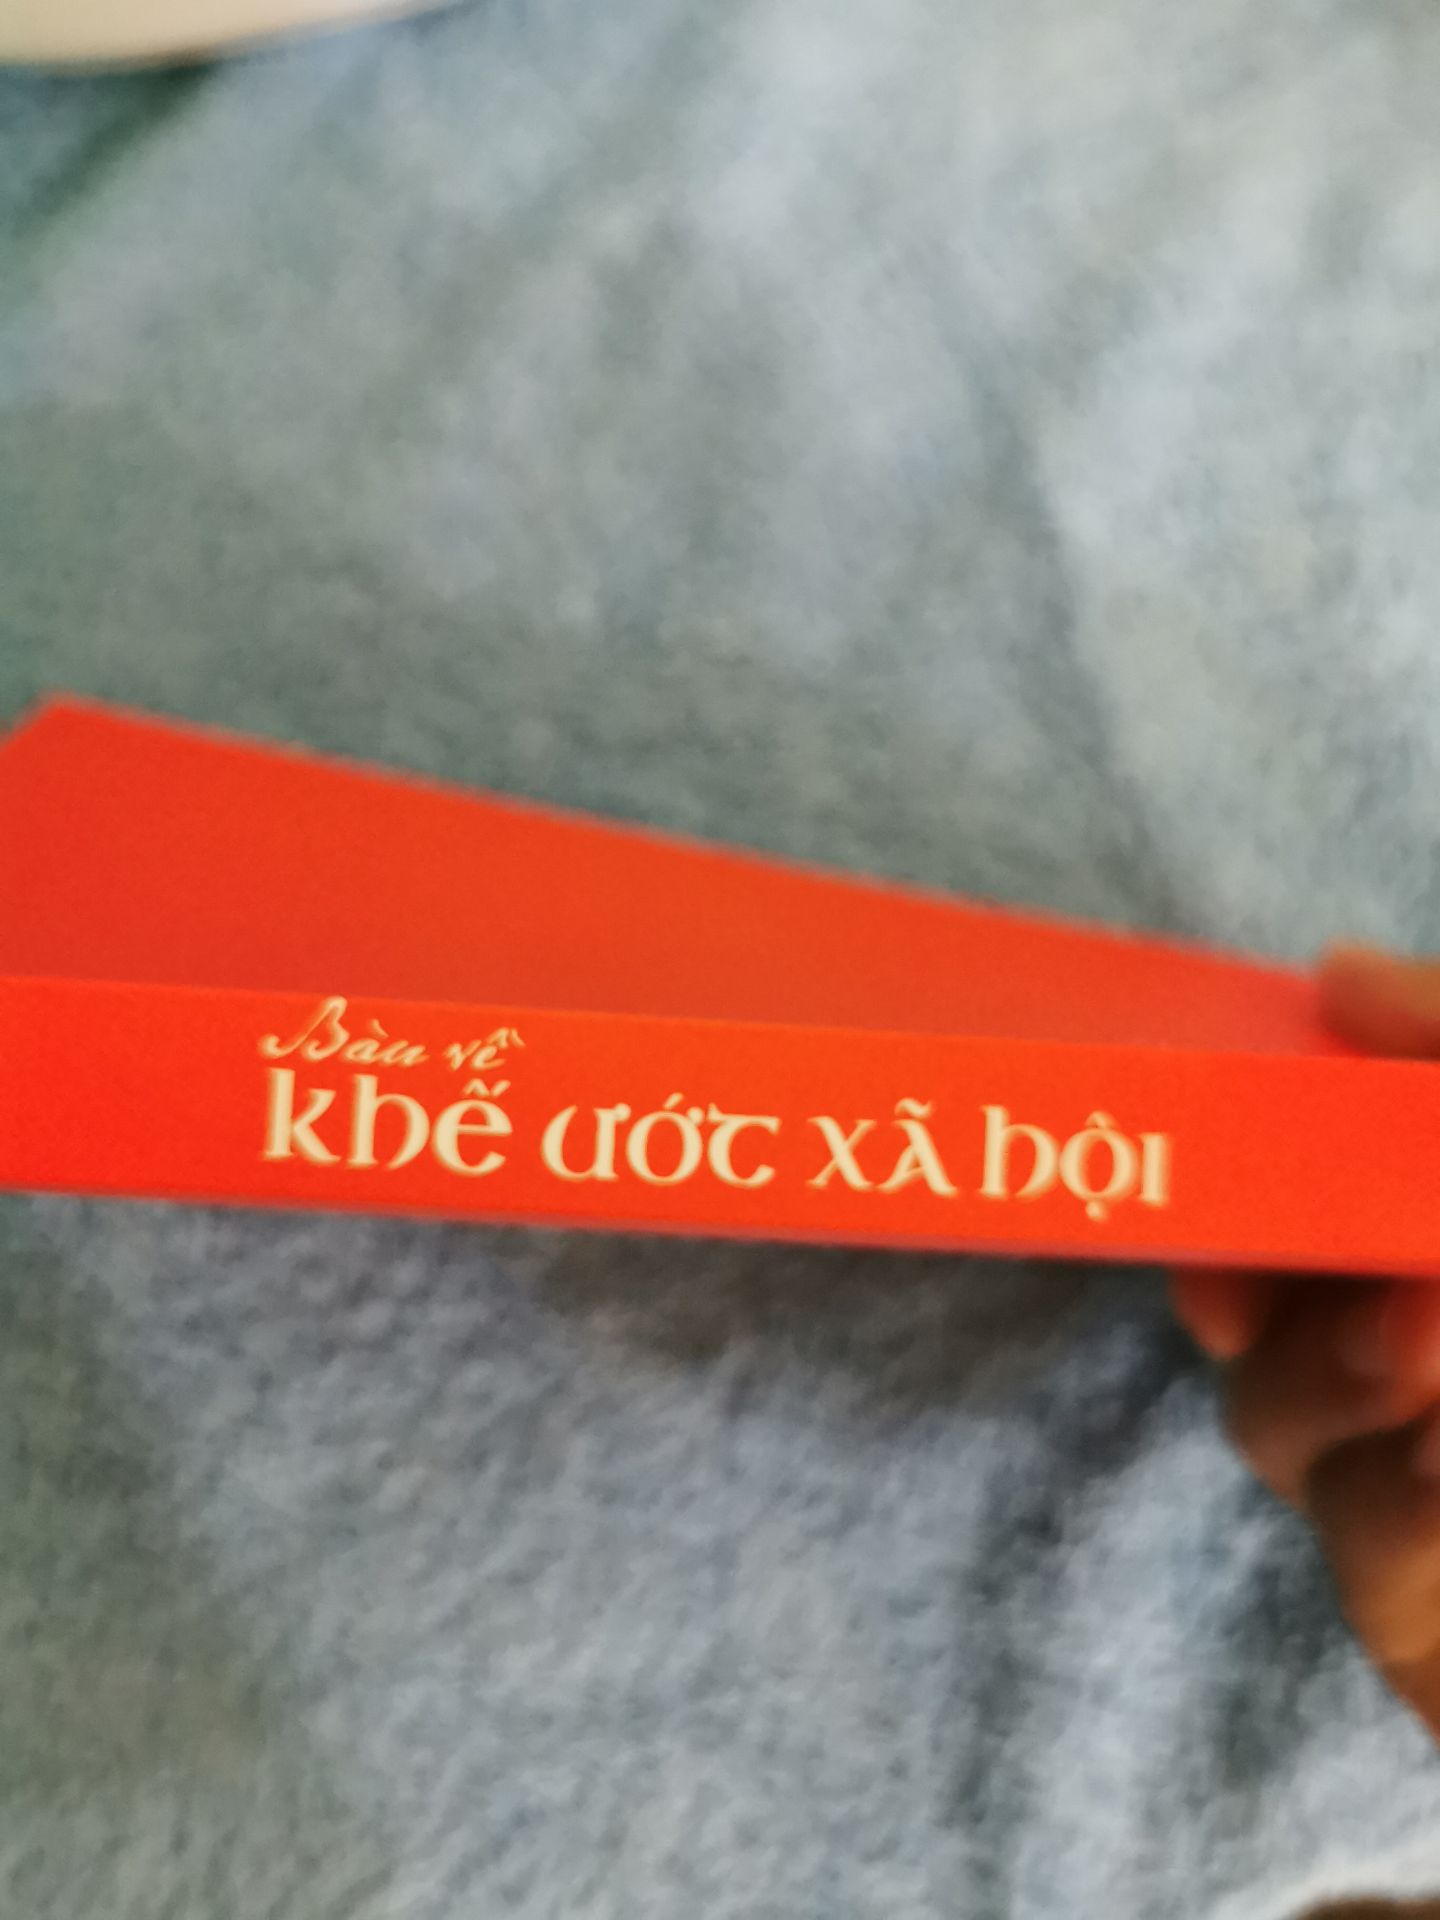 Bàn về
khế ước xã hội